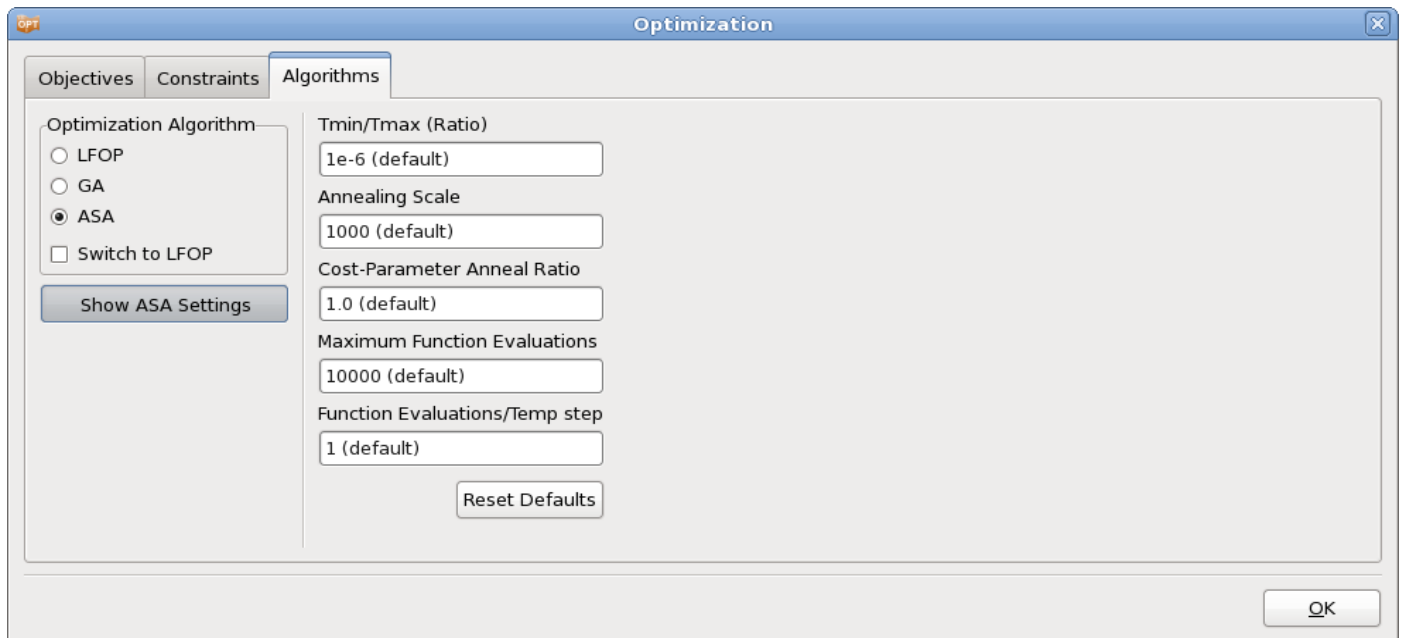 OPT
Optimization
Objectives
Constraints
Algorithms
Optimization Algorithm
LFOP
GA
ASA
Switch to LFOP
Show ASA Settings
Tmin/Tmax (Ratio)
1e-6 (default)
Annealing Scale
1000 (default)
Cost-Parameter Anneal Ratio
1.0 (default)
Maximum Function Evaluations
10000 (default)
Function Evaluations/Temp step
1 (default)
Reset Defaults
OK